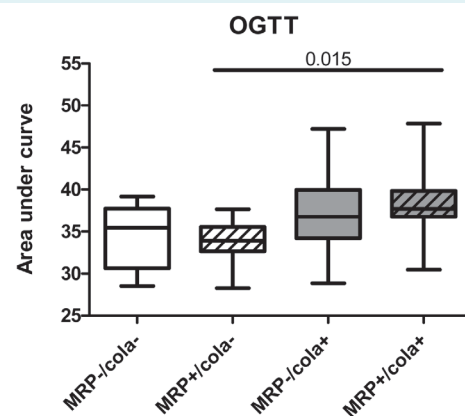 OGTT
0.015
Area under curve
55
50
45
40
35
30
25
MRP-/cola-
MRP+/cola-
MRP-/cola+
MRP+/cola+